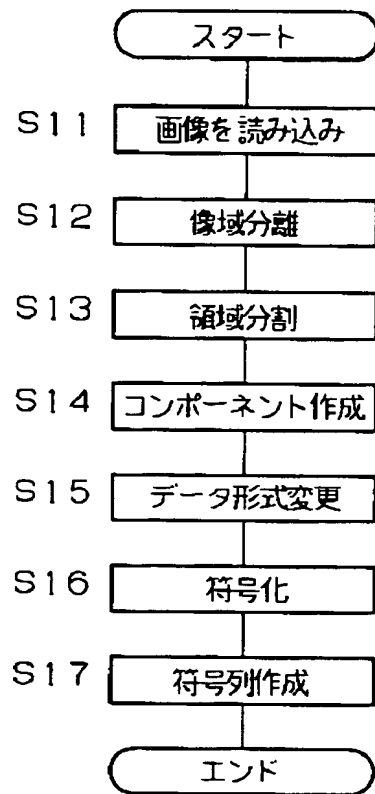 スタート
S11 画像を読み込み
S12 像域分離
S13 領域分割
S14 コンポーネント作成
S15 データ形式変更
S16 符号化
S17 符号列作成
エンド